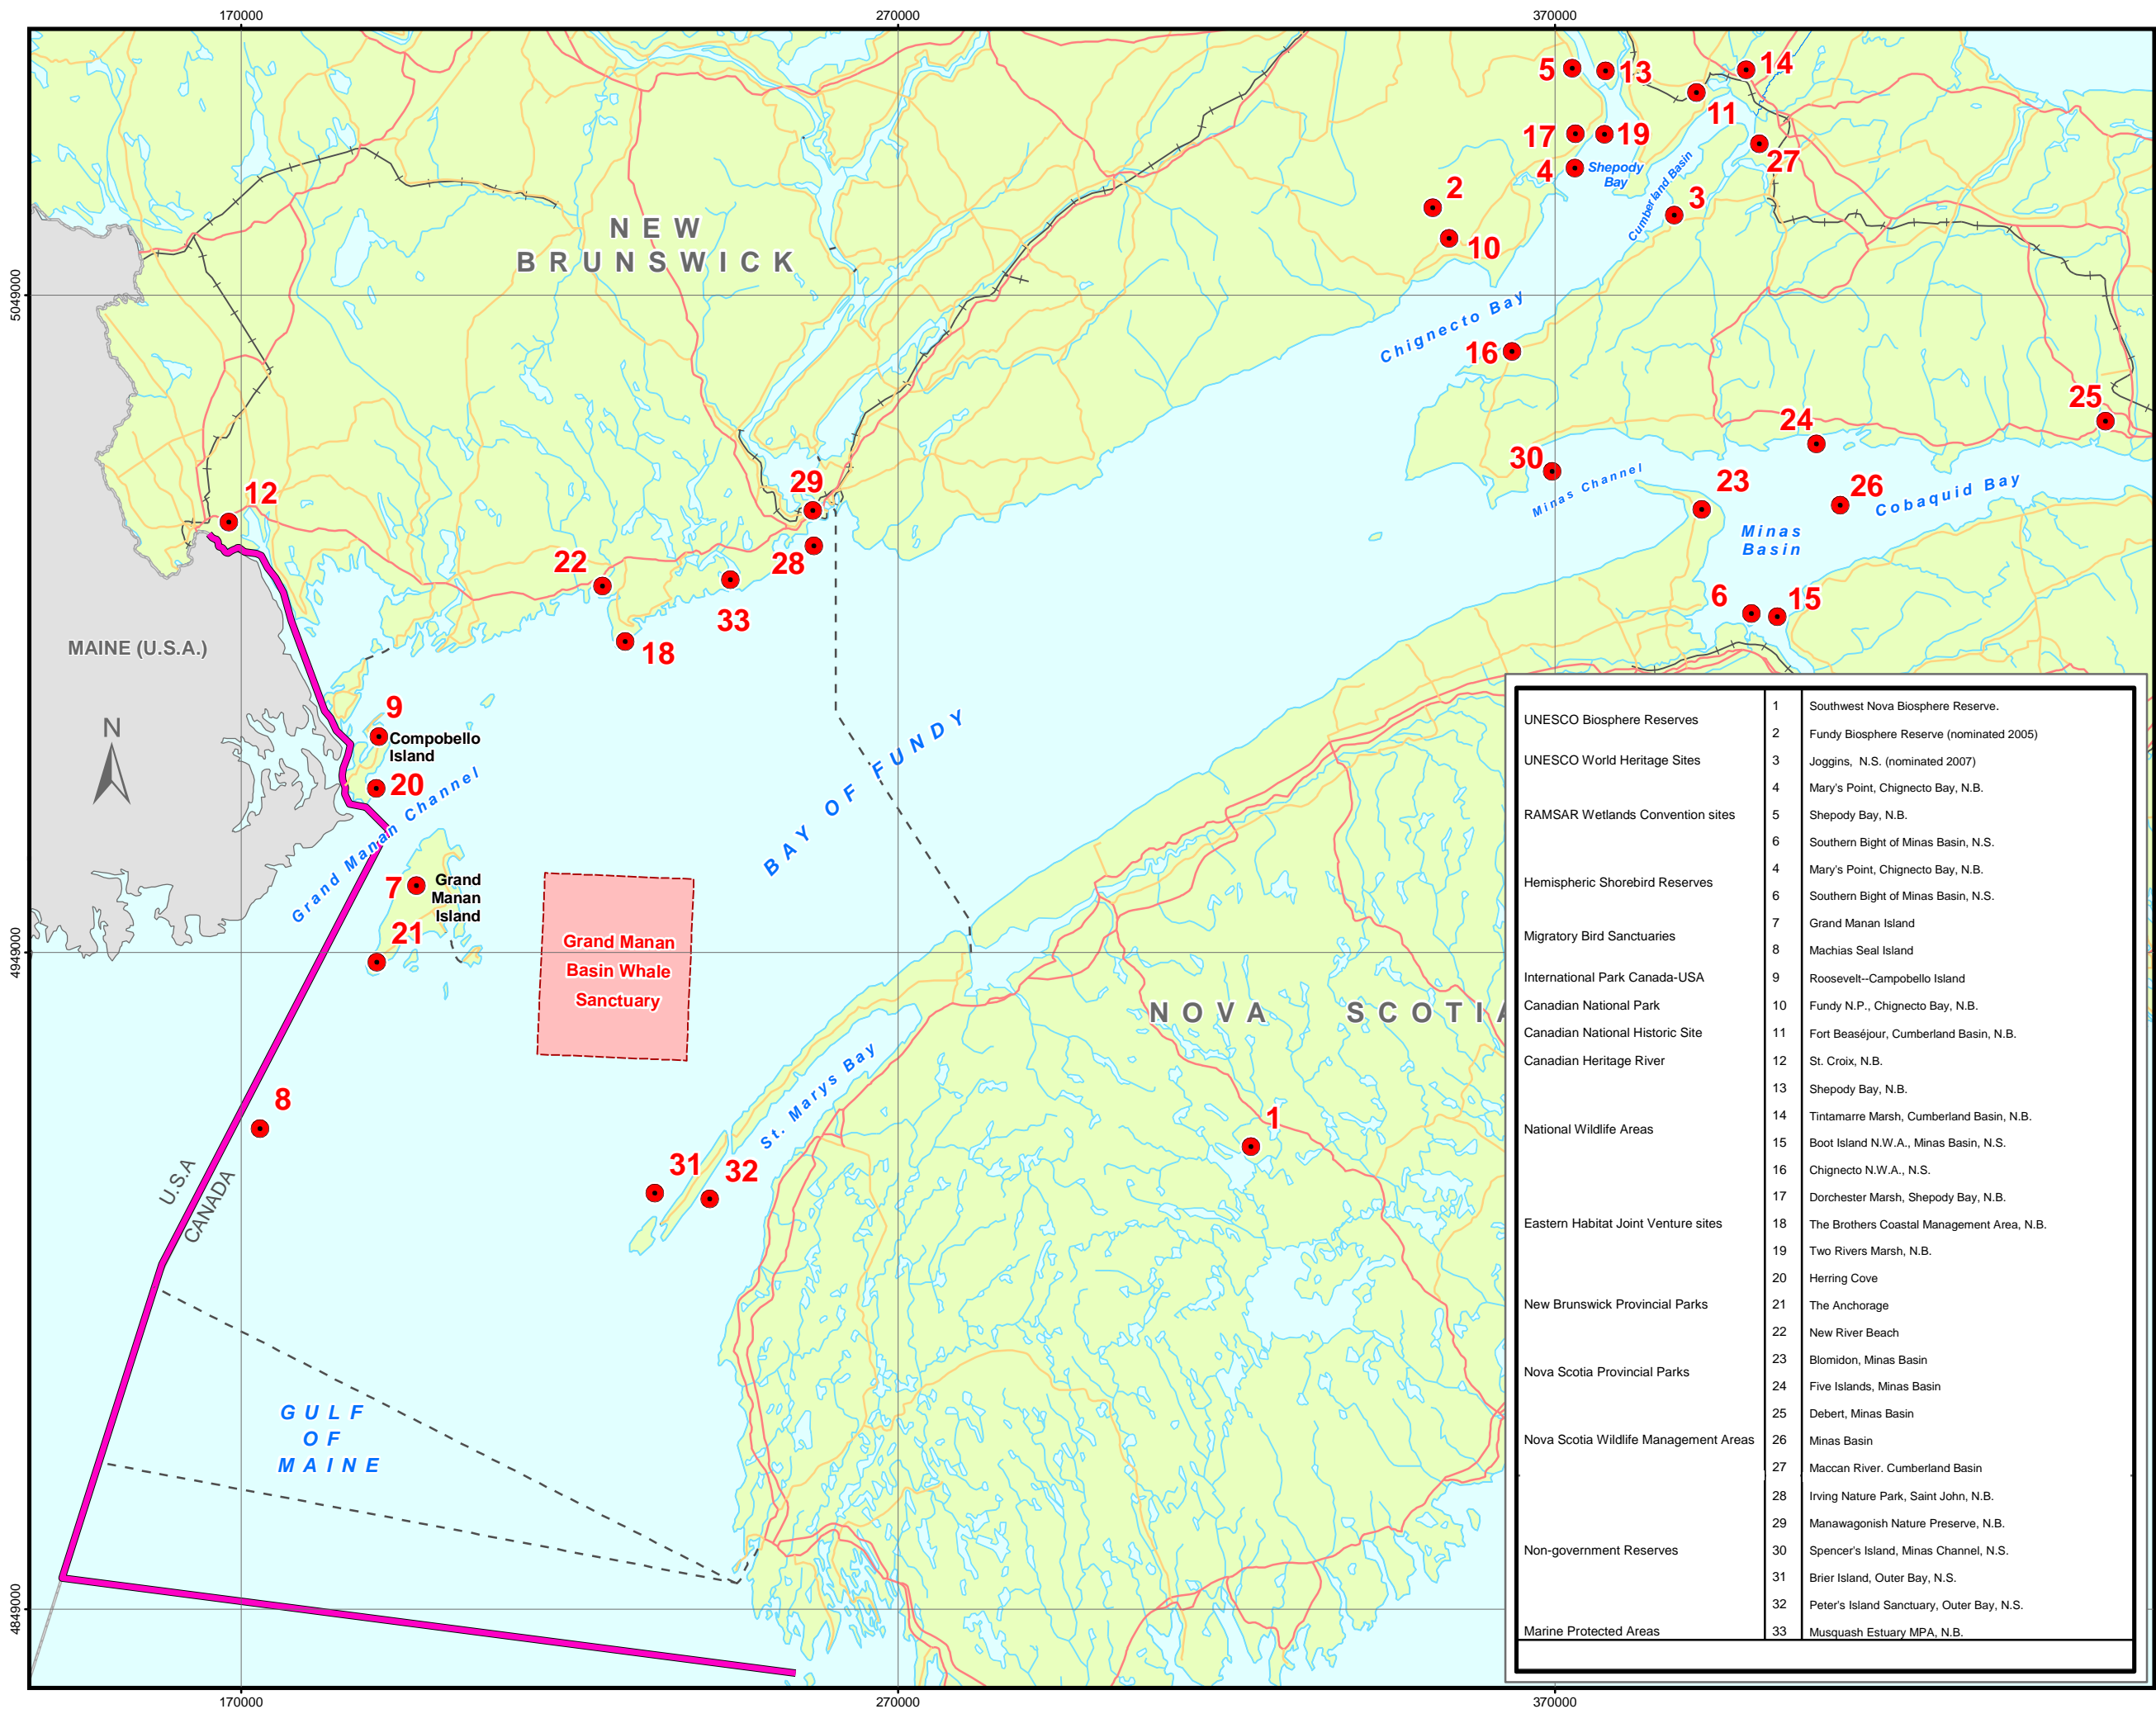 170000
270000
370000
5
13
14
11
17
19
4
Shepody
Bay
27
Cumberland Basin
2
3
NEW
BRUNSWICK
10
5049000
Chignecto Bay
16
25
24
30
Minas Channel
23
26
Cobaquid Bay
12
29
Minas
Basin
28
22
33
6
15
18
MAINE (U.S.A.)
N
9
Compobello
Island
20
Grand Manan Channel
BAY OF FUNDY
7
Grand
Manan
Island
21
4949000
Grand Manan
Basin Whale
Sanctuary
NOVA SCOTIA
St. Marys Bay
8
1
31
32
U.S.A
CANADA
GULF
OF
MAINE
4849000
170000
270000
370000
UNESCO Biosphere Reserves
1 Southwest Nova Biosphere Reserve.
2 Fundy Biosphere Reserve (nominated 2005)
UNESCO World Heritage Sites 3 Joggins, N.S. (nominated 2007)
4 Mary's Point, Chignecto Bay, N.B.
RAMSAR Wetlands Convention sites 5 Shepody Bay, N.B.
6 Southern Bight of Minas Basin, N.S.
Hemispheric Shorebird Reserves
4 Mary's Point, Chignecto Bay, N.B.
6 Southern Bight of Minas Basin, N.S.
Migratory Bird Sanctuaries
7 Grand Manan Island
8 Machias Seal Island
International Park Canada-USA 9 Roosevelt--Campobello Island
Canadian National Park 10 Fundy N.P., Chignecto Bay, N.B.
Canadian National Historic Site 11 Fort Beaséjour, Cumberland Basin, N.B.
Canadian Heritage River 12 St. Croix, N.B.
National Wildlife Areas
13 Shepody Bay, N.B.
14 Tintamarre Marsh, Cumberland Basin, N.B.
15 Boot Island N.W.A., Minas Basin, N.S.
16 Chignecto N.W.A., N.S.
17 Dorchester Marsh, Shepody Bay, N.B.
Eastern Habitat Joint Venture sites 18 The Brothers Coastal Management Area, N.B.
19 Two Rivers Marsh, N.B.
20 Herring Cove
New Brunswick Provincial Parks 21 The Anchorage
22 New River Beach
Nova Scotia Provincial Parks
23 Blomidon, Minas Basin
24 Five Islands, Minas Basin
25 Debert, Minas Basin
Nova Scotia Wildlife Management Areas 26 Minas Basin
27 Maccan River. Cumberland Basin
28 Irving Nature Park, Saint John, N.B.
29 Manawagonish Nature Preserve, N.B.
Non-government Reserves 30 Spencer's Island, Minas Channel, N.S.
31 Brier Island, Outer Bay, N.S.
32 Peter's Island Sanctuary, Outer Bay, N.S.
Marine Protected Areas 33 Musquash Estuary MPA, N.B.